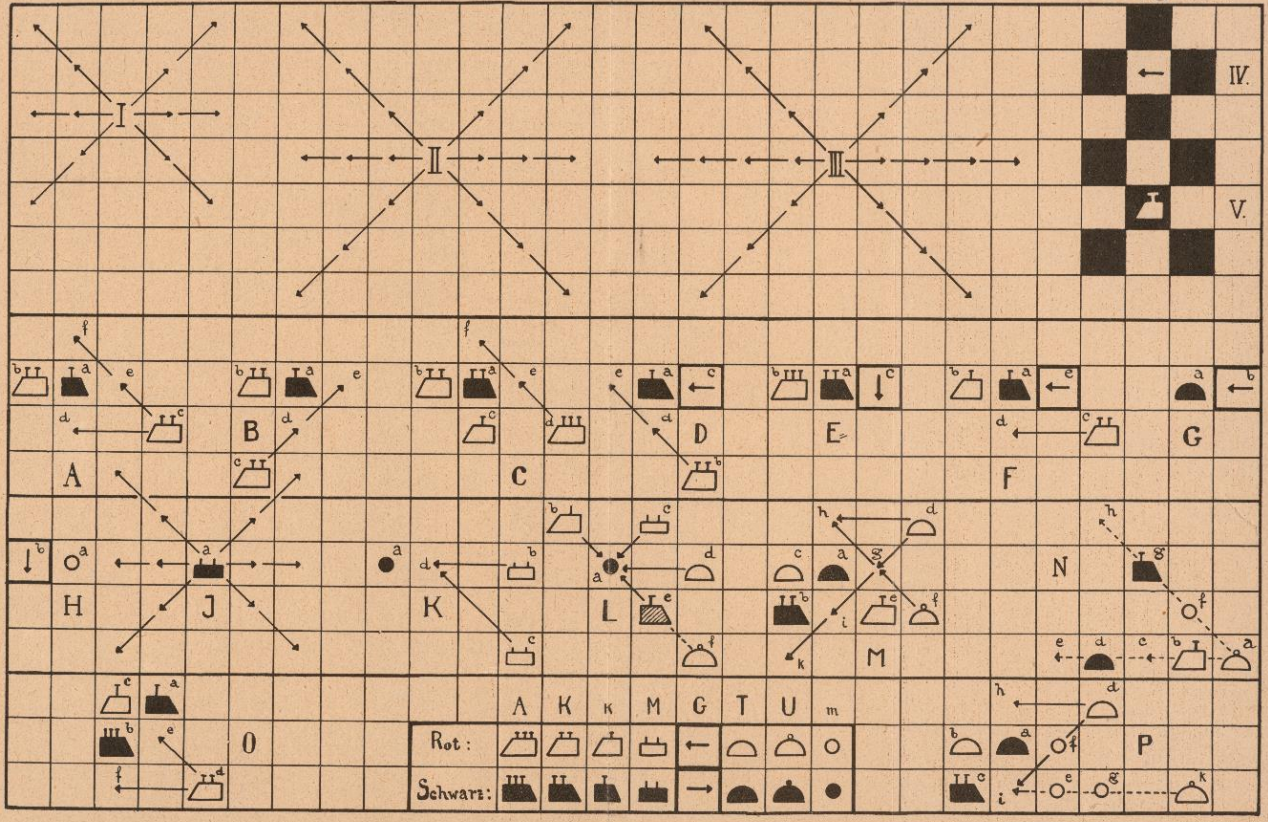 I II III IV.
V.
f f
b a e b a e b a e e a c b a c b a e a b
d c B d c d d D E= d c G
A c C b F
b c h d h
b a a a d b a d c a g N g
H J K L e b e i f f
c f k M e d c b a
c a A K K M G T U m h d
b e O Rot: b a f P
f d Schwarz: c i e g k